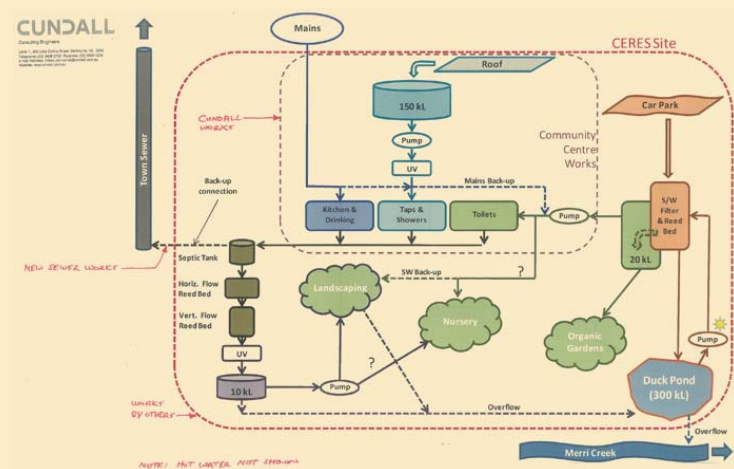 CUNDALL
Consulting Engineers
Mains
CERES Site
Roof
CUNDALL
WORKS
150 kL
Car Park
Pump
Community
Centre
Works
UV
Town Sewer
Back-up
connection
Mains Back-up
Kitchen &
Drinking
Taps &
Showers
Toilets
Pump
S/W
Filter
& Reed
Bed
20 kL
NEW SEWER WORKS
Septic Tank
Horiz. Flow
Reed Bed
Vert. Flow
Reed Bed
UV
10 kL
Landscaping
SW Back-up
?
Nursery
?
Pump
Organic
Gardens
Pump
Duck Pond
(300 kL)
WORKS
BY OTHERS
Overflow
Overflow
Merri Creek
NOTE: HOT WATER NOT SHOWN